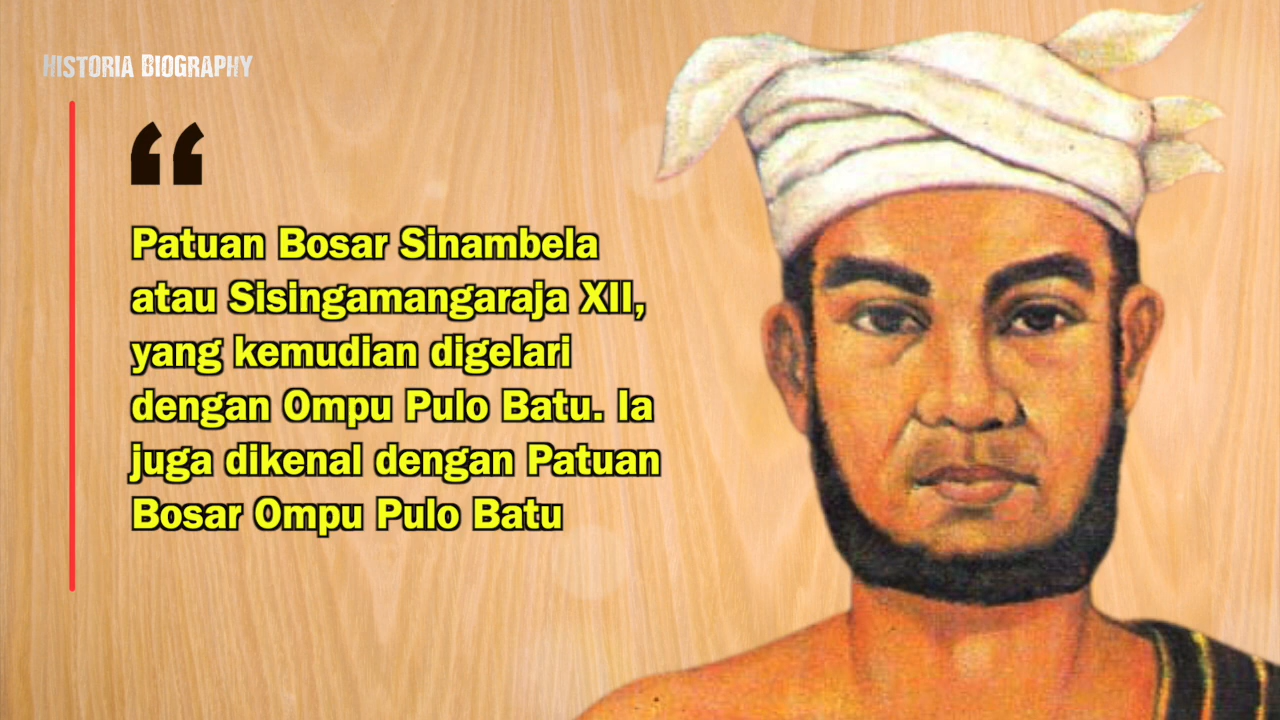 HISTORIA BIOGRAPHY
“
Patuan Bosar Sinambela
atau Sisingamangaraja XII,
yang kemudian digelari
dengan Ompu Pulo Batu. Ia
juga dikenal dengan Patuan
Bosar Ompu Pulo Batu